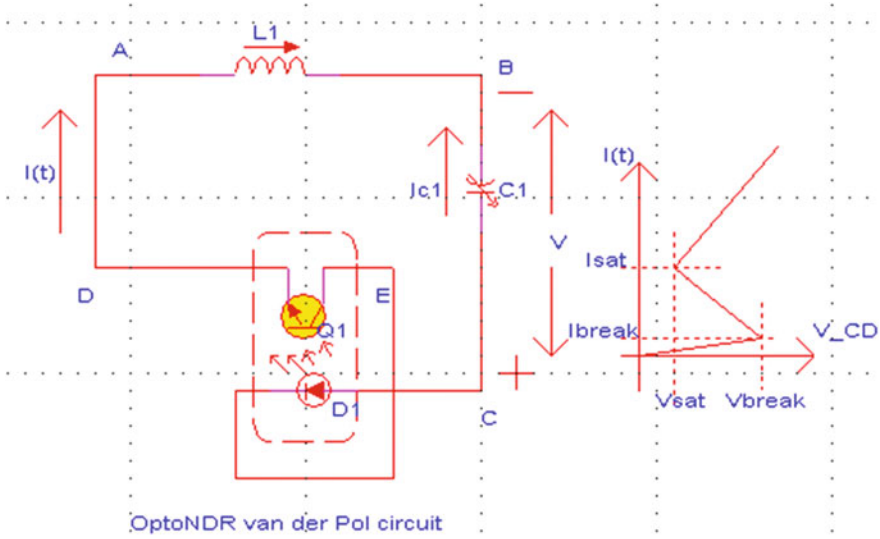 L1
A
B
I(t)
Jc1
C1
V
D
E
Q1
D1
C
I(t)
Isat
Ibreak
V_CD
Vsat
Vbreak
OptoNDR van der Pol circuit